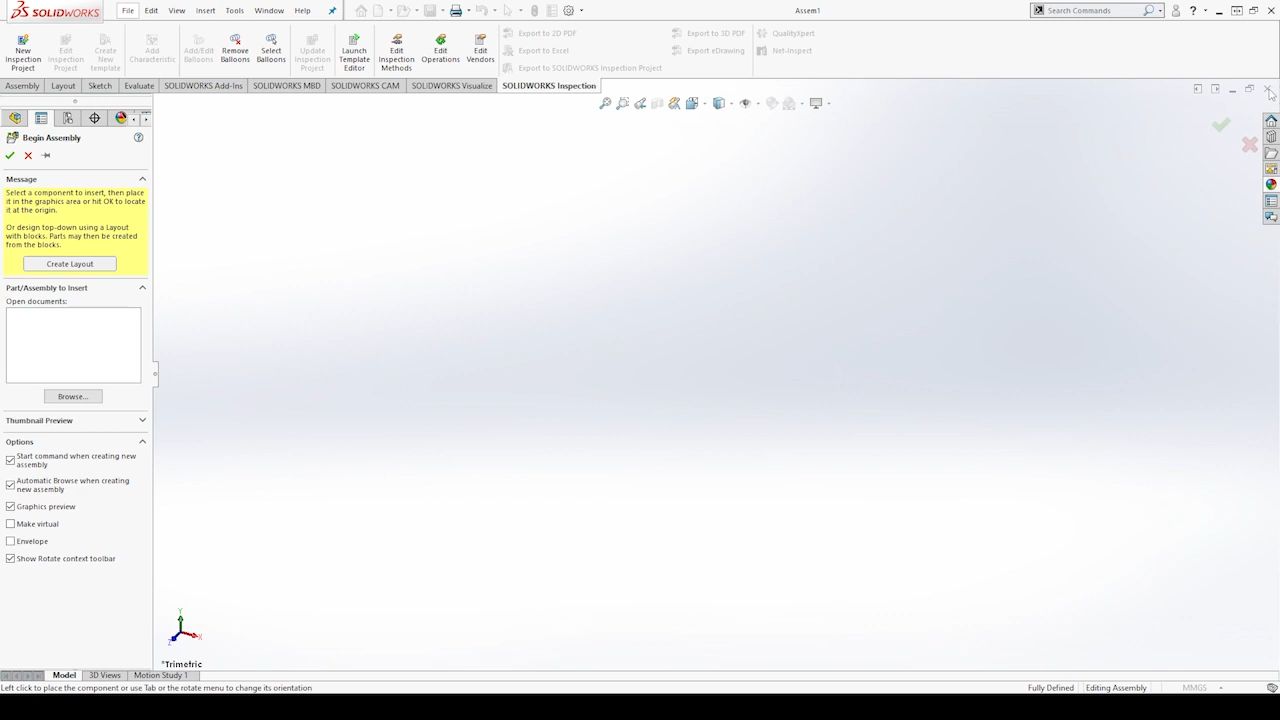 SOLIDWORKS
File Edit View Insert Tools Window Help
Assem1
Search Commands
New Inspection Project
Edit Inspection Project
Create New template
Add Characteristic
Add/Edit Balloons
Remove Balloons
Select Balloons
Update Inspection Project
Launch Template Editor
Edit Inspection Methods
Edit Operations
Edit Vendors
Export to 2D PDF
Export to Excel
Export to SOLIDWORKS Inspection Project
Export to 3D PDF
Export eDrawing
QualityXpert
Net-Inspect
Assembly Layout Sketch Evaluate SOLIDWORKS Add-Ins SOLIDWORKS MBD SOLIDWORKS CAM SOLIDWORKS Visualize SOLIDWORKS Inspection
Begin Assembly
Message
Select a component to insert, then place
it in the graphics area or hit OK to locate
it at the origin.
Or design top-down using a Layout
with blocks. Parts may then be created
from the blocks.
Create Layout
Part/Assembly to Insert
Open documents:
Browse...
Thumbnail Preview
Options
Start command when creating new
assembly
Automatic Browse when creating
new assembly
Graphics preview
Make virtual
Envelope
Show Rotate context toolbar
Y
X
Z
*Trimetric
Model 3D Views Motion Study 1
Left click to place the component or use Tab or the rotate menu to change its orientation
Fully Defined Editing Assembly MMGS